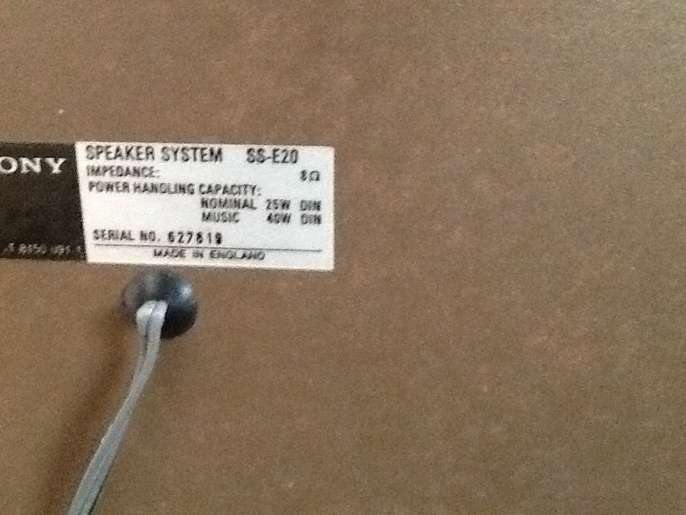 ONY
SPEAKER SYSTEM SS-E20
IMPEDANCE: 8Ω
POWER HANDLING CAPACITY:
NOMINAL 25W DIN
MUSIC 40W DIN
SERIAL NO. 627819
MADE IN ENGLAND